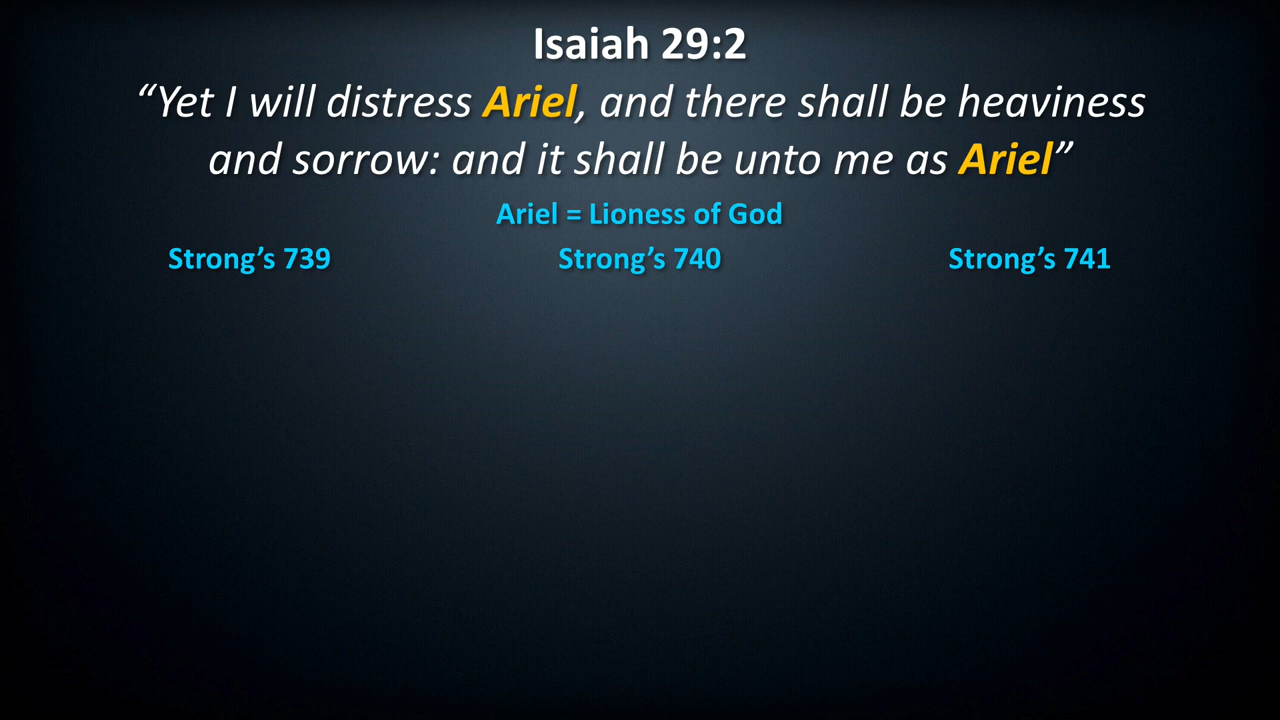 Isaiah 29:2
“Yet I will distress Ariel, and there shall be heaviness
and sorrow: and it shall be unto me as Ariel”
Ariel = Lioness of God
Strong’s 739 Strong’s 740 Strong’s 741